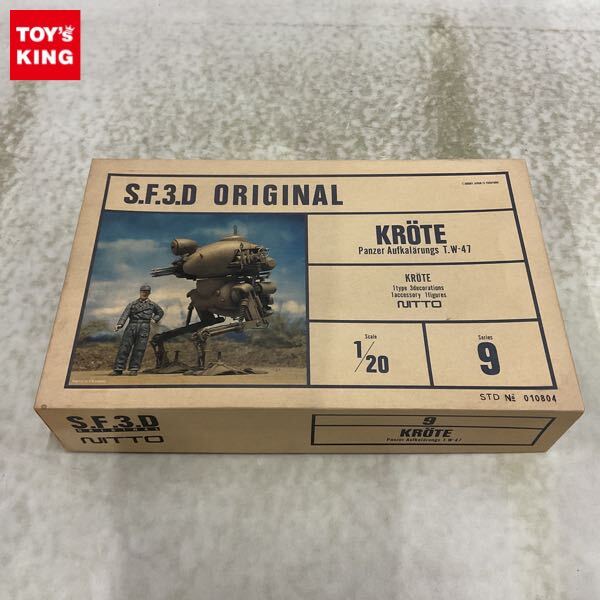 TOY's
KING
S.F.3.D ORIGINAL
KRÖTE
Panzer Aufkalärungs T.W-47
KRÖTE
1type 3decorations
1accessory 1figures
NITTO
Scale
1/20
Series
9
STD № 010804
S.F.3.D
ORIGINAL
NITTO
9
KRÖTE
Panzer Aufkalärungs T.W-47